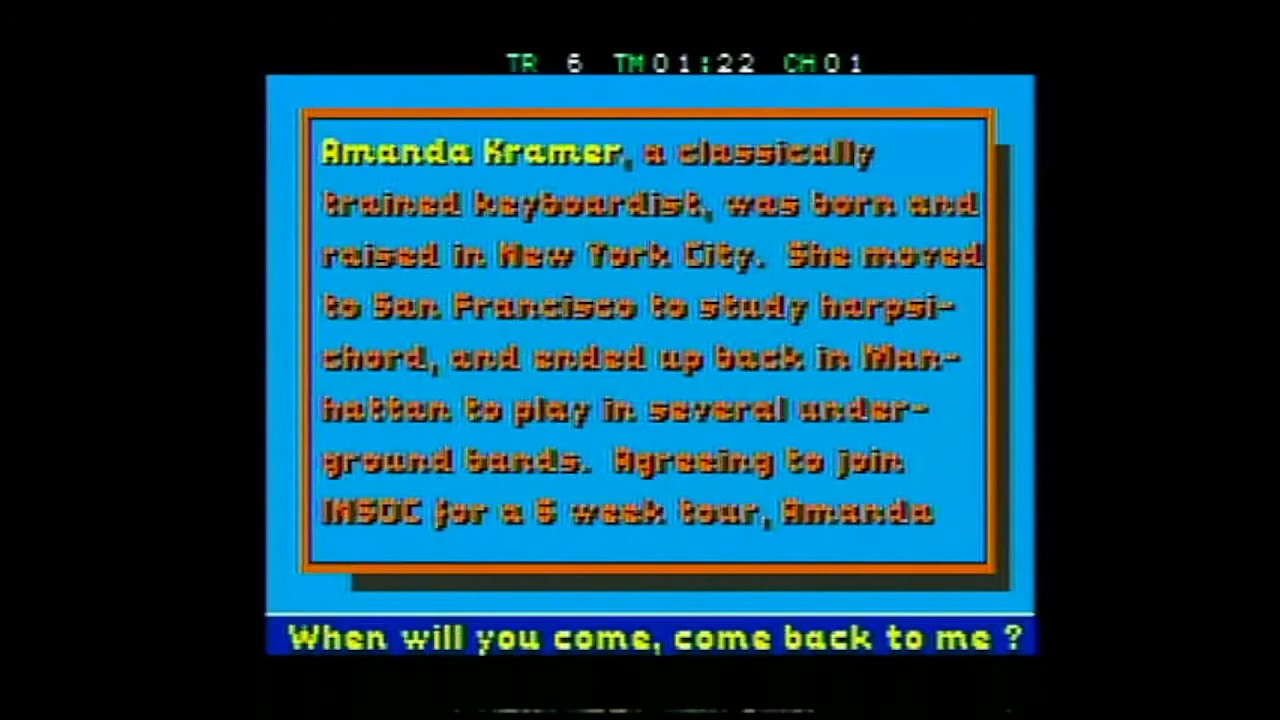 TR 6 TM01:22 CH01
Amanda Kramer, a classically
trained keyboardist, was born and
raised in New York City. She moved
to San Francisco to study harpsi-
chord, and ended up back in Man-
hattan to play in several under-
ground bands. Agreeing to join
INSOC for a 6 week tour, Amanda
When will you come, come back to me ?